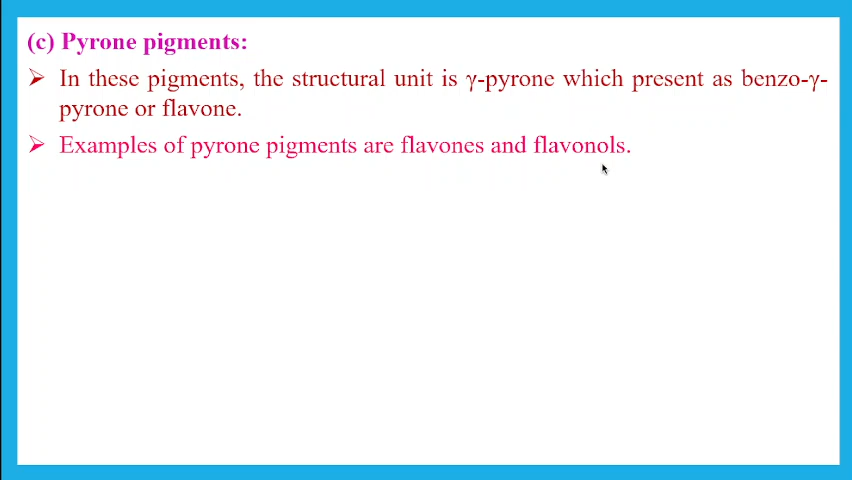 (c) Pyrone pigments:
➢ In these pigments, the structural unit is γ-pyrone which present as benzo-γ-
pyrone or flavone.
➢ Examples of pyrone pigments are flavones and flavonols.